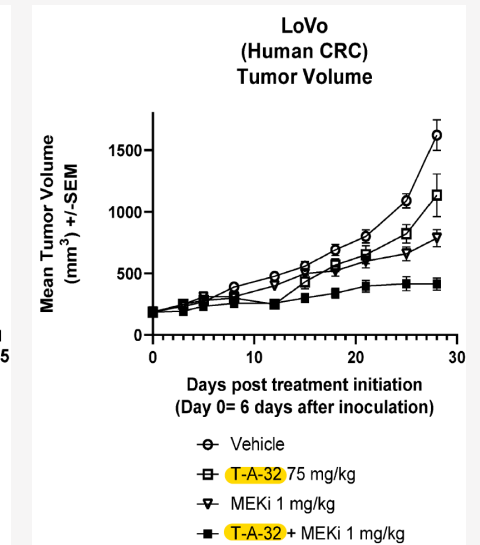 LoVo
(Human CRC)
Tumor Volume
Mean Tumor Volume
(mm³) +/-SEM
1500
1000
500
0
5
0 10 20 30
Days post treatment initiation
(Day 0= 6 days after inoculation)
Vehicle
T-A-32 75 mg/kg
MEKi 1 mg/kg
T-A-32 + MEKi 1 mg/kg